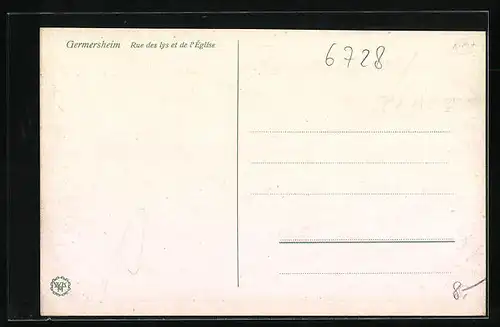 Germersheim Rue des lys et de l'Église
6728
8.-